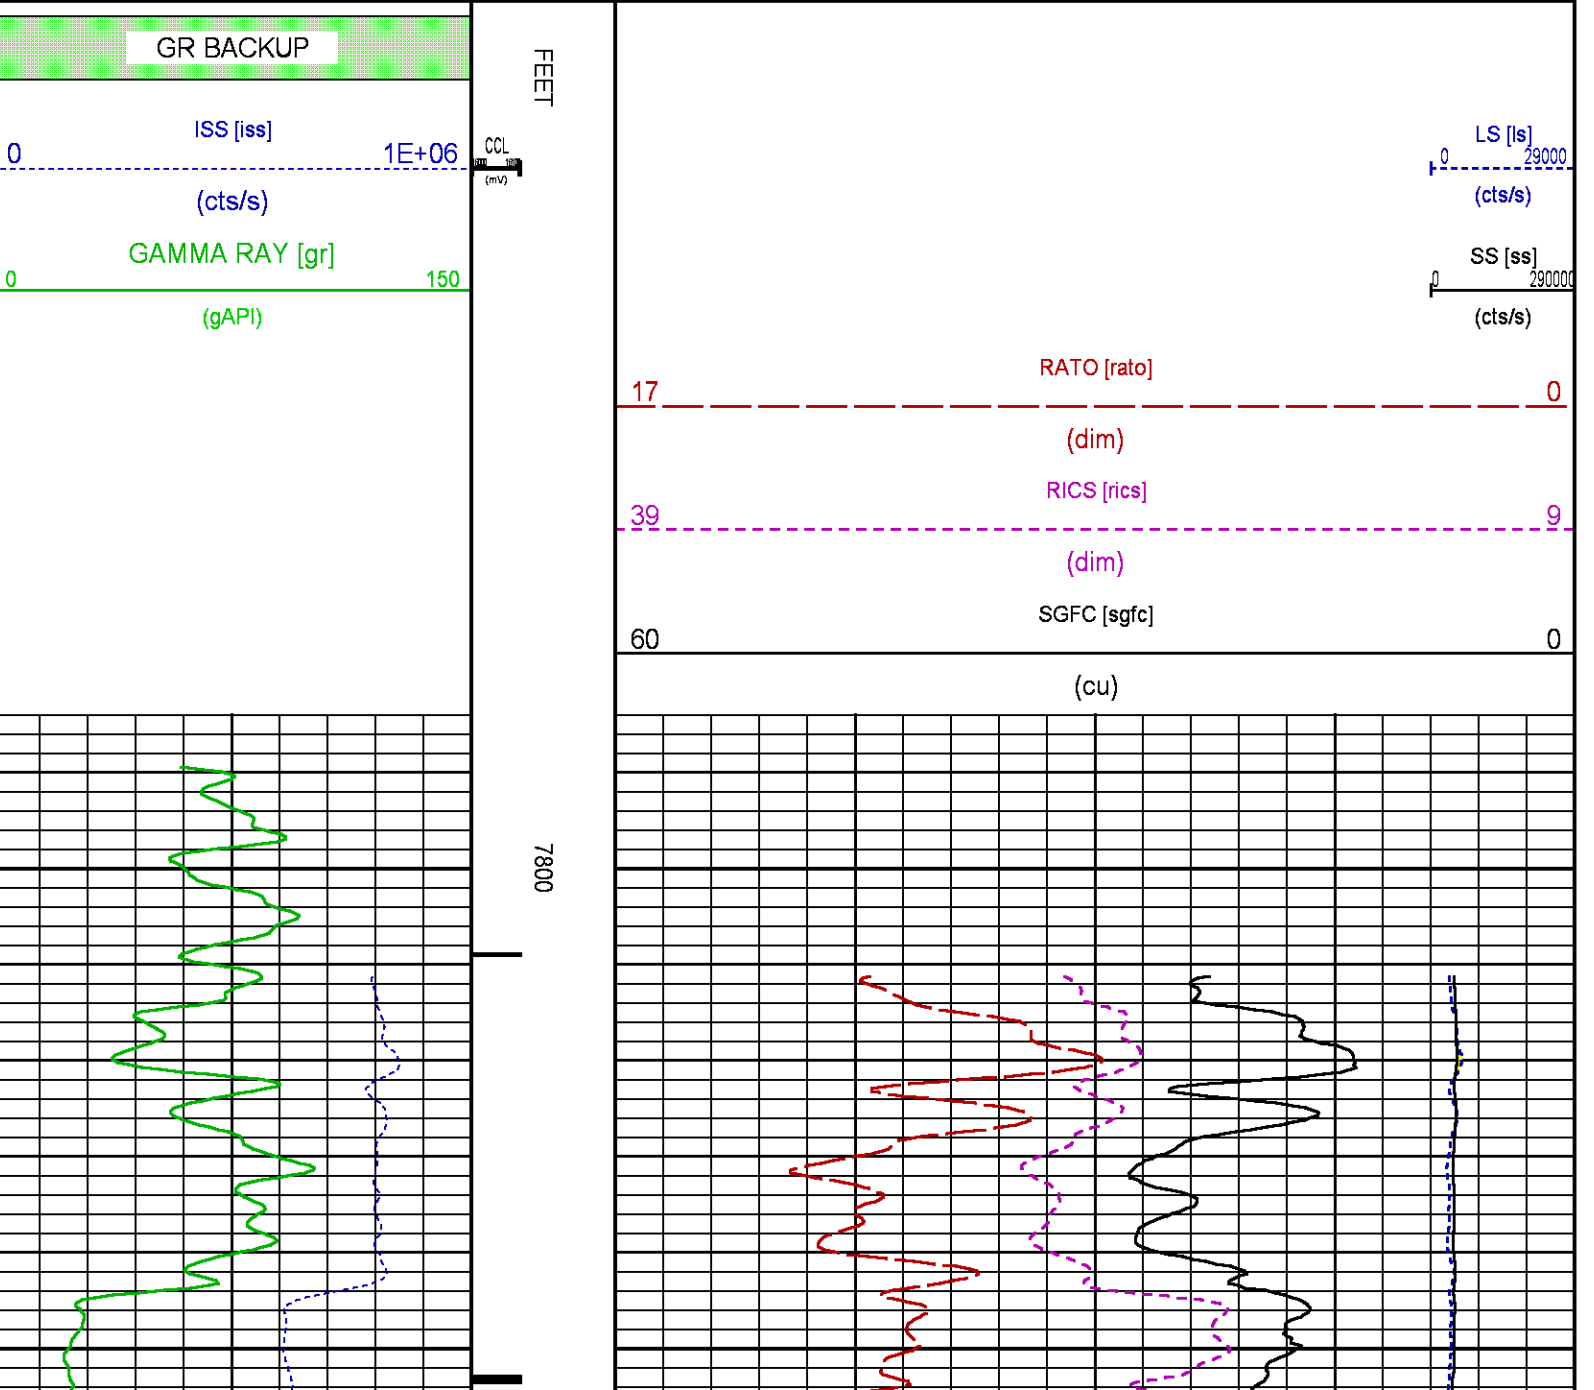 GR BACKUP
ISS [iss]
0 1E+06
(cts/s)
GAMMA RAY [gr]
0 150
(gAPI)
FEET
CCL
(mV)
7800
LS [ls]
0 29000
(cts/s)
SS [ss]
0 290000
(cts/s)
RATO [rato]
17 0
(dim)
RICS [rics]
39 9
(dim)
SGFC [sgfc]
60 0
(cu)